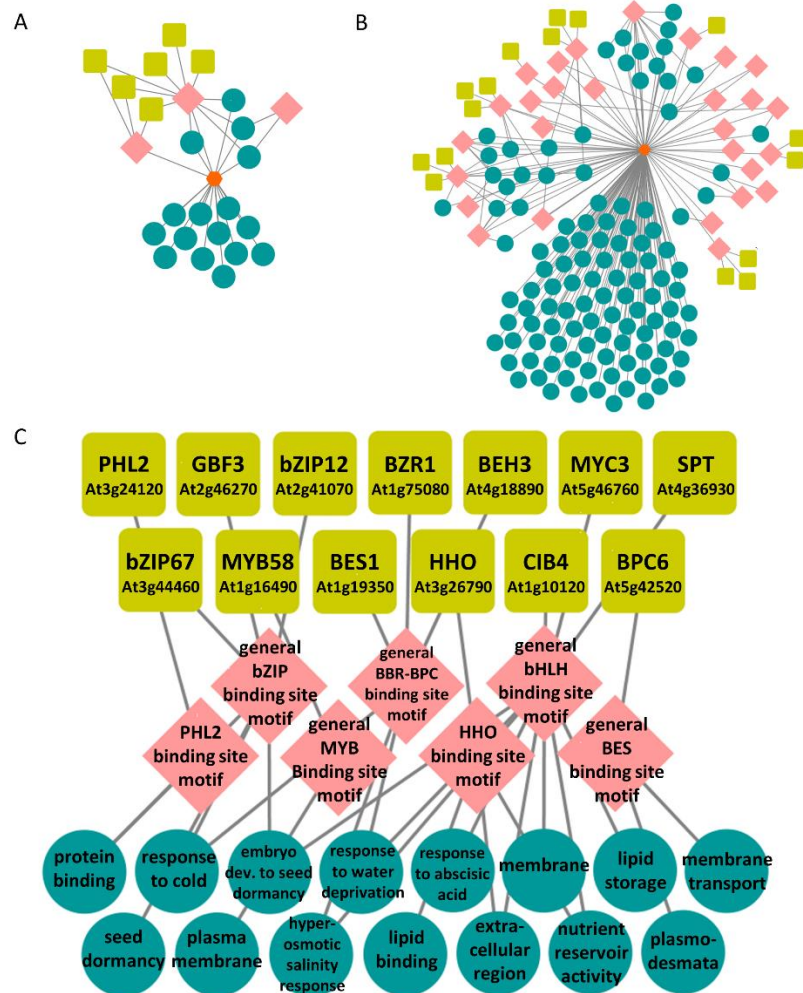 A
B
C
PHL2
At3g24120
GBF3
At2g46270
bZIP12
At2g41070
BZR1
At1g75080
BEH3
At4g18890
MYC3
At5g46760
SPT
At4g36930
bZIP67
At3g44460
MYB58
At1g16490
BES1
At1g19350
HHO
At3g26790
CIB4
At1g10120
BPC6
At5g42520
general
bZIP
binding site
motif
general
BBR-BPC
binding site
motif
general
bHLH
binding site
motif
PHL2
binding site
motif
general
MYB
Binding site
motif
HHO
binding site
motif
general
BES
binding site
motif
protein
binding
response
to cold
embryo
dev. to seed
dormancy
response
to water
deprivation
response
to abscisic
acid
membrane
lipid
storage
membrane
transport
seed
dormancy
plasma
membrane
hyper-
osmotic
salinity
response
lipid
binding
extra-
cellular
region
nutrient
reservoir
activity
plasmo-
desmata